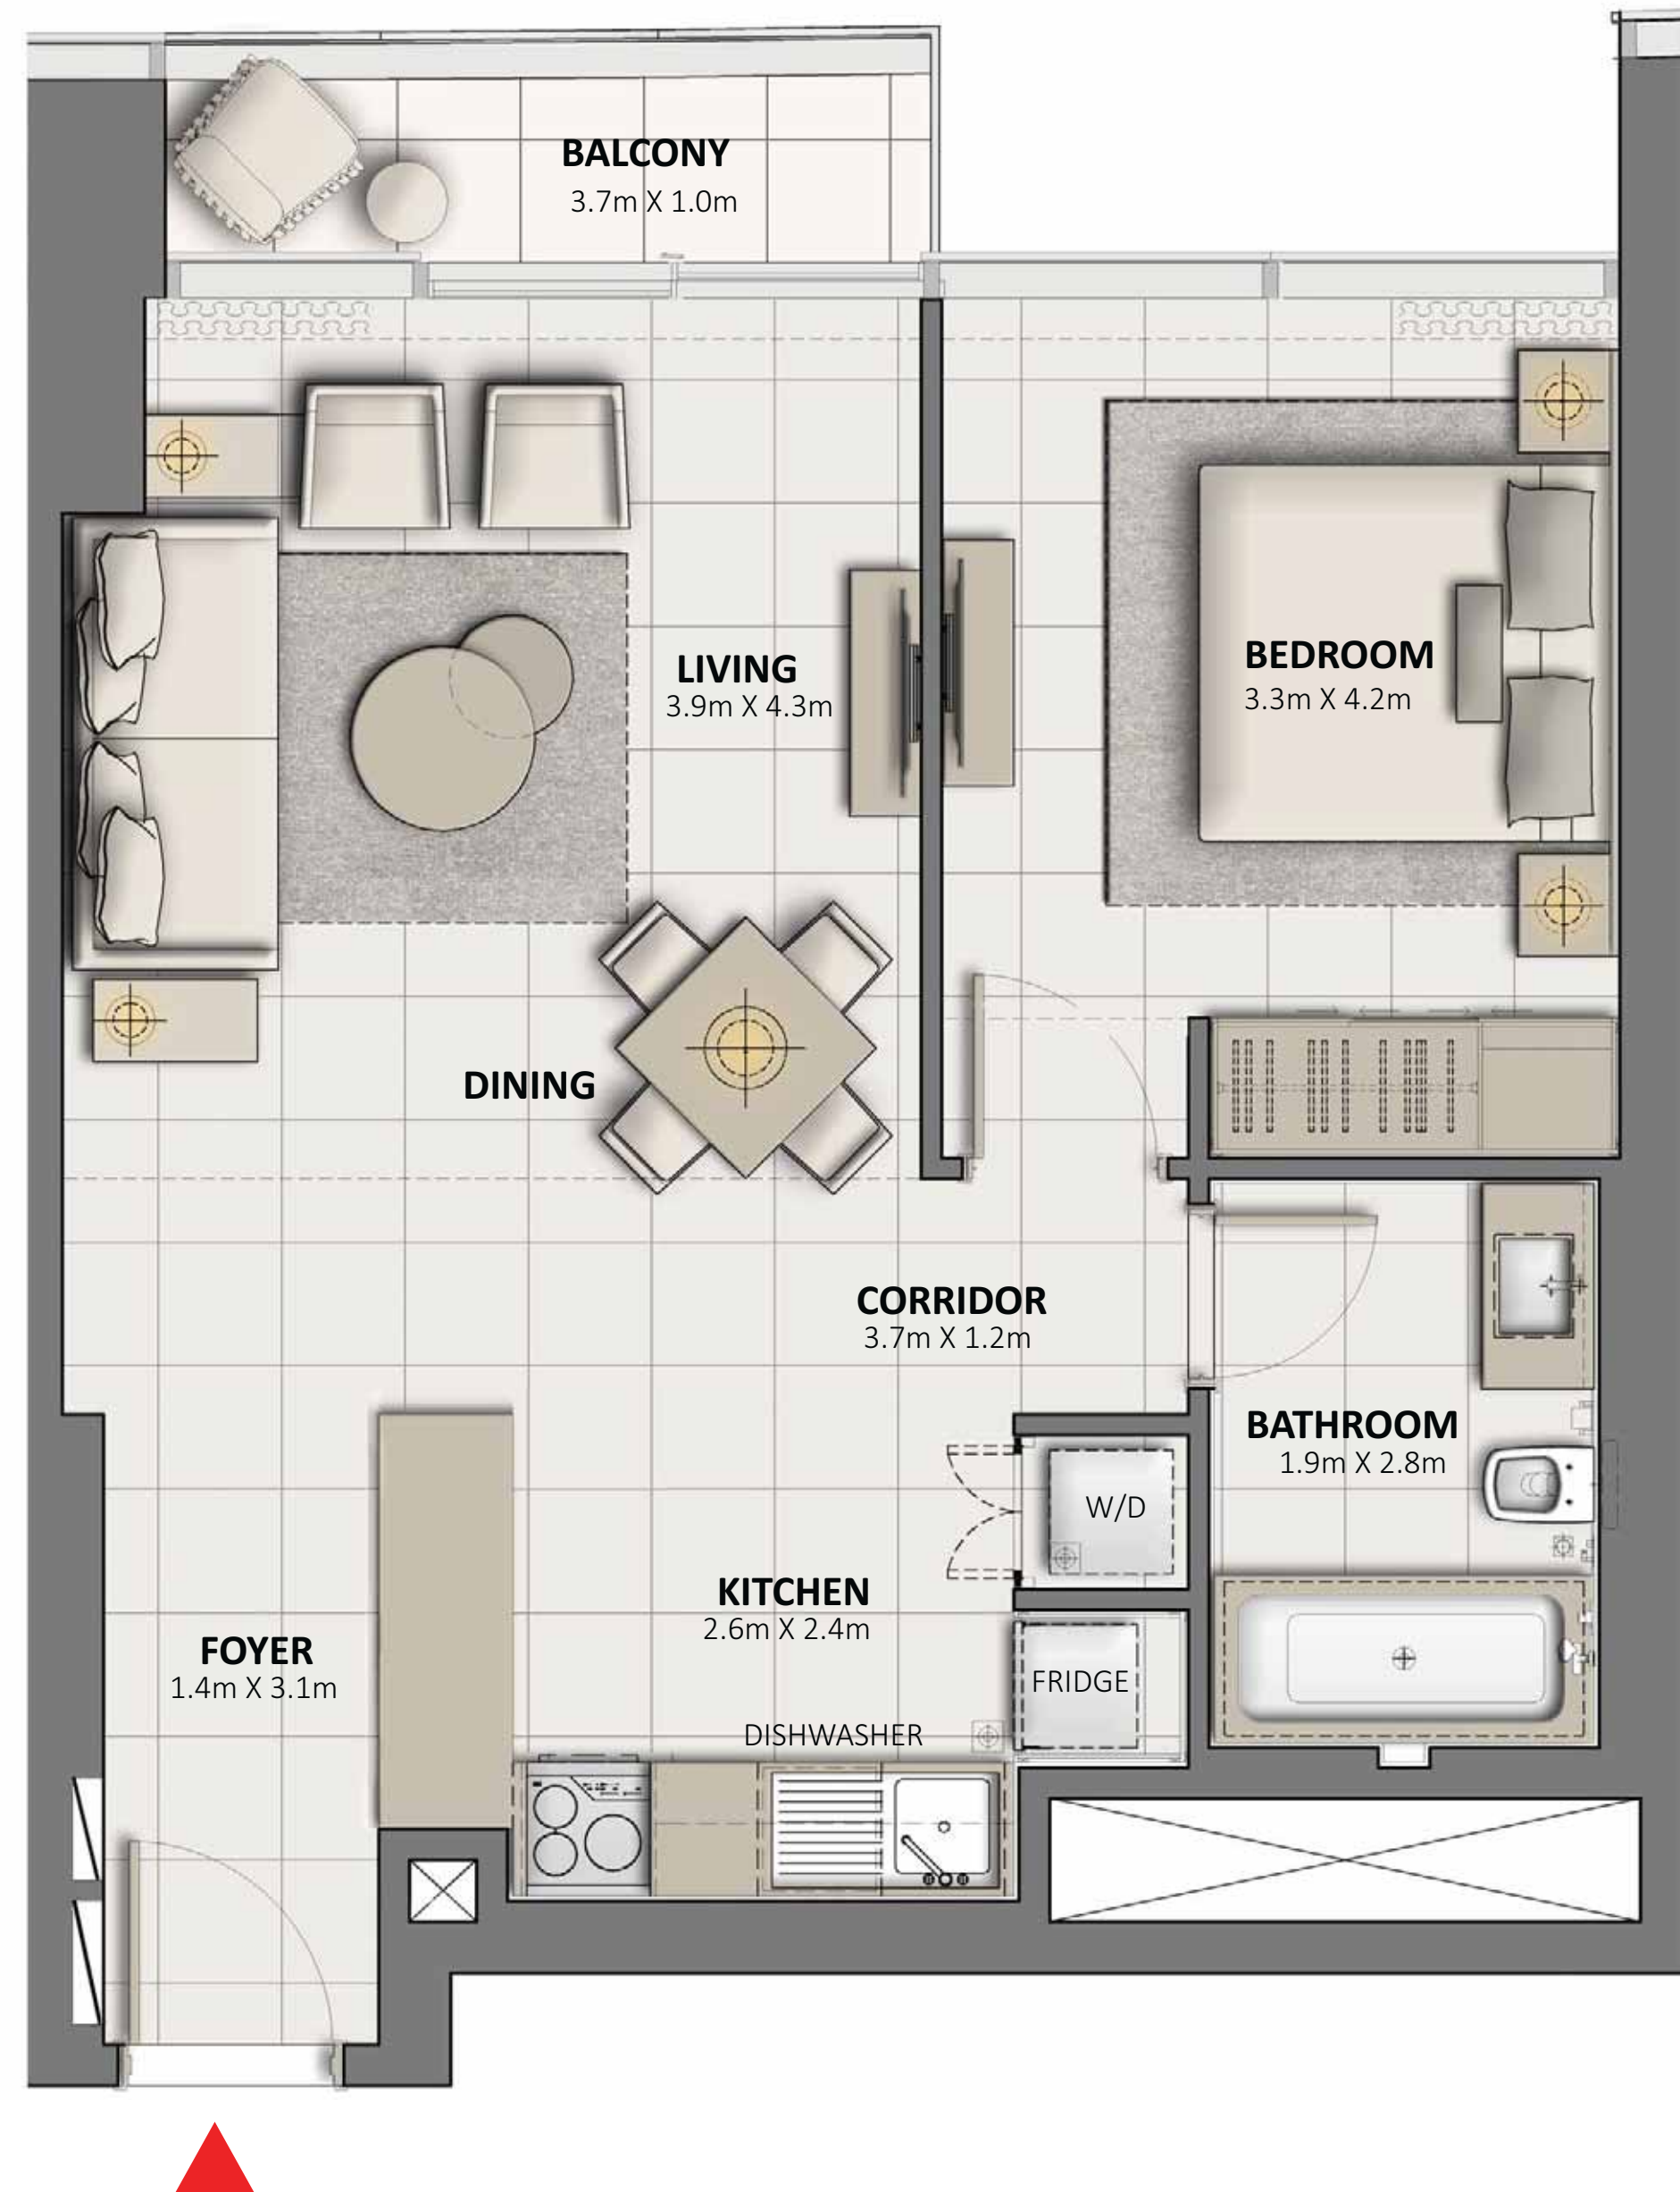 BALCONY
3.7m X 1.0m
LIVING
3.9m X 4.3m
BEDROOM
3.3m X 4.2m
DINING
CORRIDOR
3.7m X 1.2m
BATHROOM
1.9m X 2.8m
W/D
KITCHEN
2.6m X 2.4m
FOYER
1.4m X 3.1m
FRIDGE
DISHWASHER